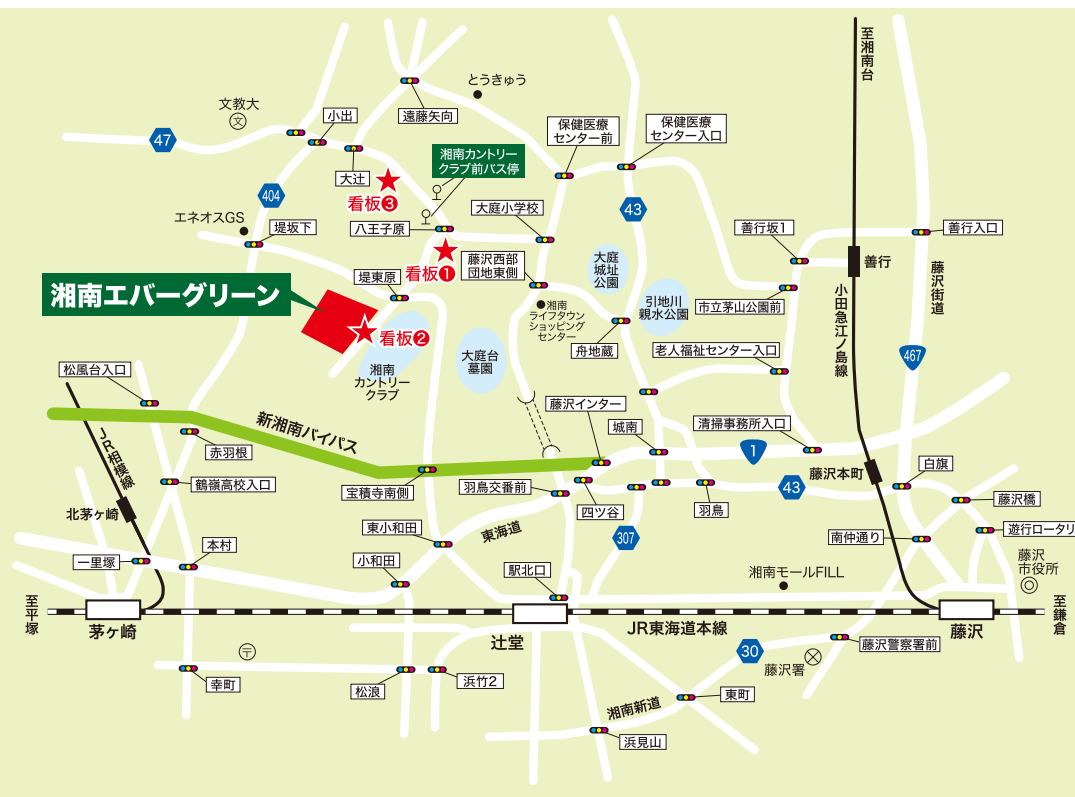 至湘南台
とうきゅう
文教大
文
小出
遠藤矢向
保健医療
センター前
保健医療
センター入口
47
湘南カントリー
クラブ前バス停
大辻
404
看板❸
43
大庭小学校
エネオスGS
堤坂下
八王子原
善行坂1
善行入口
大庭
城址
公園
藤沢西部
団地東側
看板❶
善行
藤沢街道
堤東原
湘南エバーグリーン
引地川
親水公園
市立茅山公園前
小田急江ノ島線
湘南
ライフタウン
ショッピング
センター
看板❷
舟地蔵
老人福祉センター入口
467
大庭台
墓園
湘南
カントリー
クラブ
松風台入口
藤沢インター
新湘南バイパス
城南
清掃事務所入口
JR相模線
赤羽根
1
藤沢本町
白旗
鶴嶺高校入口
宝積寺南側
羽鳥交番前
43
藤沢橋
北茅ヶ崎
四ツ谷
羽鳥
東小和田
東海道
307
南仲通り
遊行ロータリ
本村
一里塚
小和田
駅北口
湘南モールFILL
藤沢
市役所
至平塚
茅ヶ崎
辻堂
JR東海道本線
藤沢
至鎌倉
〒
30
藤沢署
藤沢警察署前
幸町
松浪
浜竹2
東町
湘南新道
浜見山